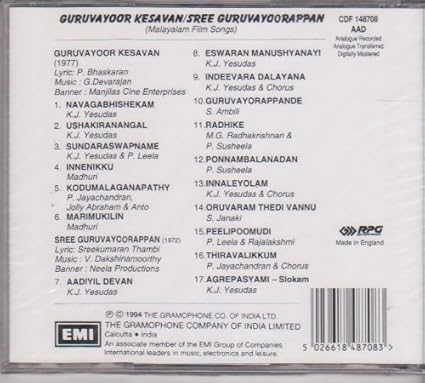 GURUVAYOOR KESAVAN/SREE GURUVAYOORAPPAN
(Malayalam Film Songs)
CDF 148708
AAD
Analogue Recorded
Analogue Transferred
Digitally Mastered
GURUVAYOOR KESAVAN
(1977)
Lyric: P. Bhaskaran
Music : G.Devarajan
Banner : Manjilas Cine Enterprises
1. NAVAGABHISHEKAM
K.J. Yesudas
2. USHAKIRANANGAL
K.J. Yesudas
3. SUNDARASWAPNAME
K.J. Yesudas & P. Leela
4. INNENIKKU
Madhuri
5. KODUMALAGANAPATHY
P. Jayachandran,
Jolly Abraham & Anto
6. MARIMUKILIN
Madhuri
SREE GURUVAYOORAPPAN (1972)
Lyric: Sreekumaran Thambi
Music : V. Dakshinamoorthy
Banner : Neela Productions
7. AADIYIL DEVAN
K.J. Yesudas
8. ESWARAN MANUSHYANAYI
K.J. Yesudas
9. INDEEVARA DALAYANA
K.J. Yesudas & Chorus
10. GURUVAYORAPPANDE
S. Ambili
11. RADHIKE
M.G. Radhakrishnan &
P. Susheela
12. PONNAMBALANADAN
P. Susheela
13. INNALEYOLAM
K.J. Yesudas & Chorus
14. ORUVARAM THEDI VANNU
S. Janaki
15. PEELIPOOMUDI
P. Leela & Rajalakshmi
16. THIRAVALIKKUM
P. Jayachandran & Chorus
17. AGREPASYAMI – Slokam
K.J. Yesudas
RPG
Made in England
EMI
℗ © 1994 THE GRAMOPHONE CO. OF INDIA LTD.
THE GRAMOPHONE COMPANY OF INDIA LIMITED
Calcutta • India
An associate member of the EMI Group of Companies
International leaders in music, electronics and leisure.
5 026618 487083 >